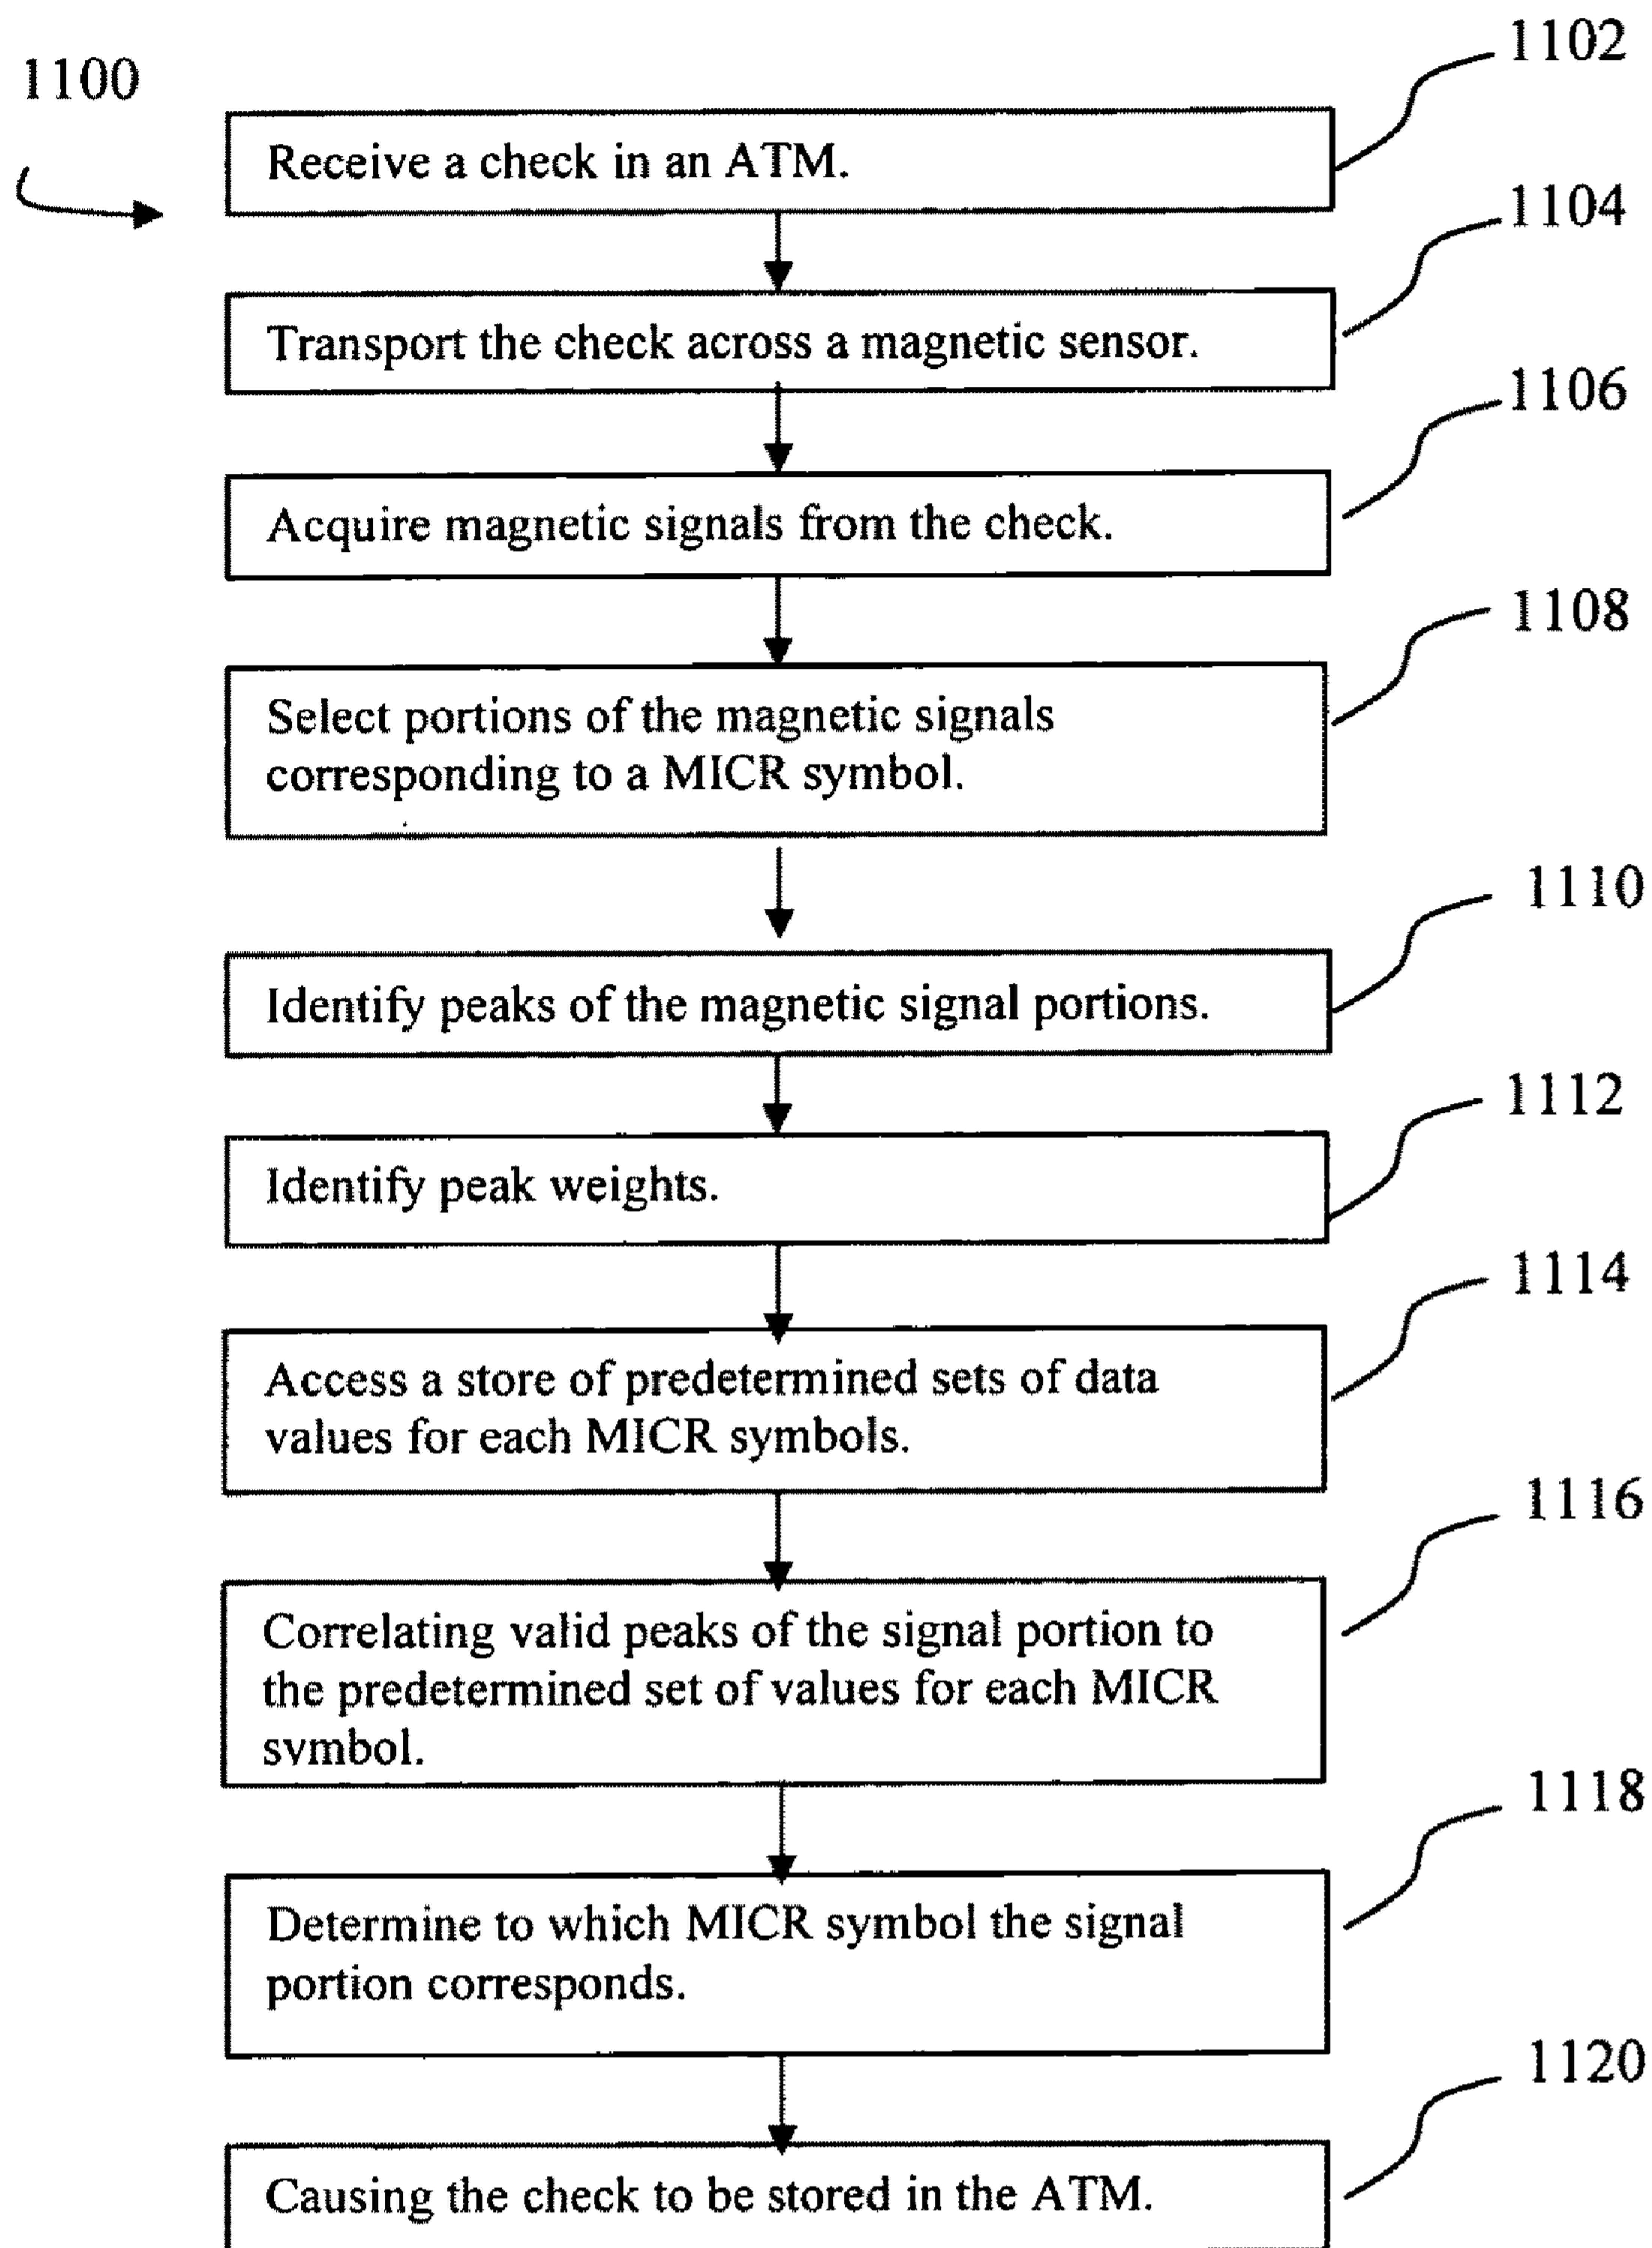 1100
1102
Receive a check in an ATM.
1104
Transport the check across a magnetic sensor.
1106
Acquire magnetic signals from the check.
1108
Select portions of the magnetic signals
corresponding to a MICR symbol.
1110
Identify peaks of the magnetic signal portions.
1112
Identify peak weights.
1114
Access a store of predetermined sets of data
values for each MICR symbols.
1116
Correlating valid peaks of the signal portion to
the predetermined set of values for each MICR
symbol.
1118
Determine to which MICR symbol the signal
portion corresponds.
1120
Causing the check to be stored in the ATM.